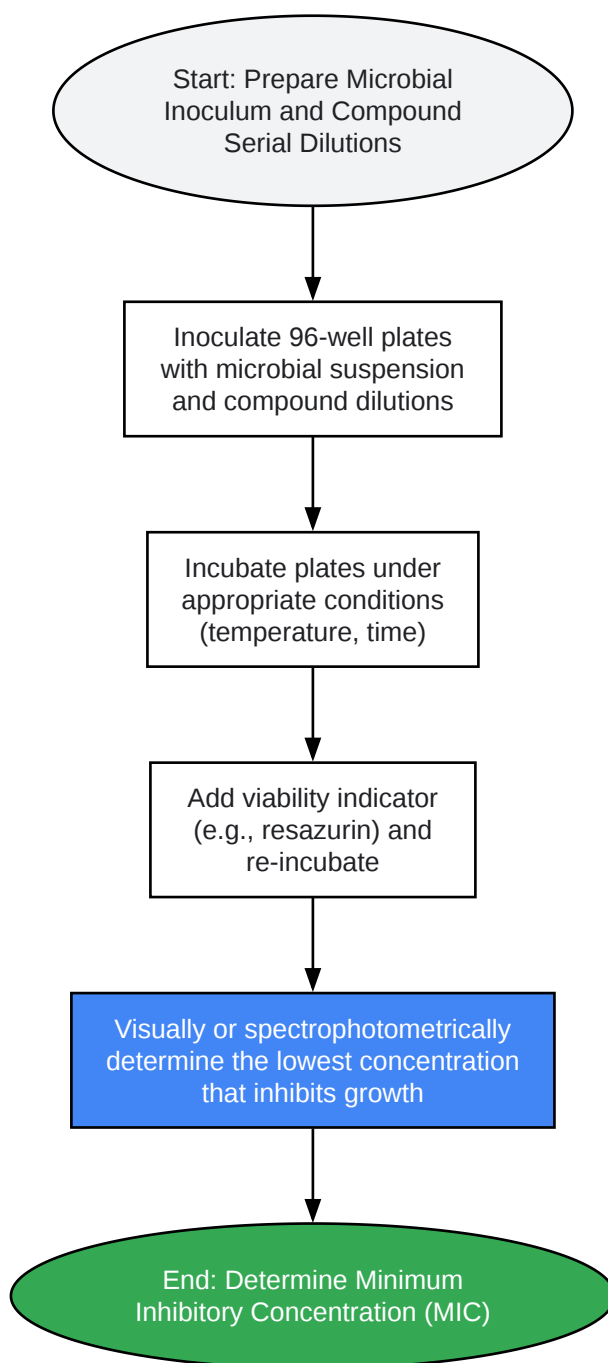 Start: Prepare Microbial
Inoculum and Compound
Serial Dilutions
Inoculate 96-well plates
with microbial suspension
and compound dilutions
Incubate plates under
appropriate conditions
(temperature, time)
Add viability indicator
(e.g., resazurin) and
re-incubate
Visually or spectrophotometrically
determine the lowest concentration
that inhibits growth
End: Determine Minimum
Inhibitory Concentration (MIC)